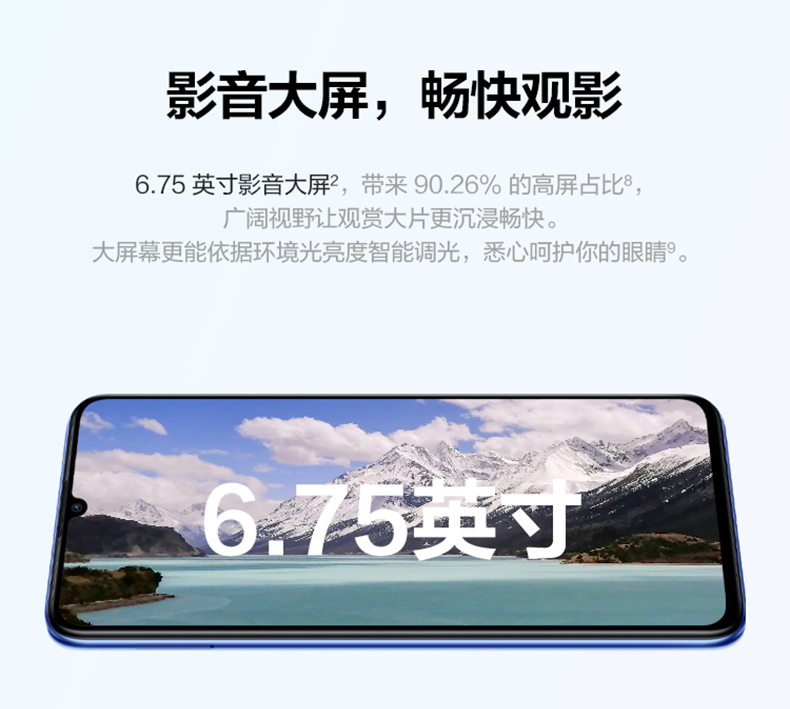 影音大屏，畅快观影
6.75 英寸影音大屏²，带来 90.26% 的高屏占比⁸，
广阔视野让观赏大片更沉浸畅快。
大屏幕更能依据环境光亮度智能调光，悉心呵护你的眼睛⁹。
6.75英寸